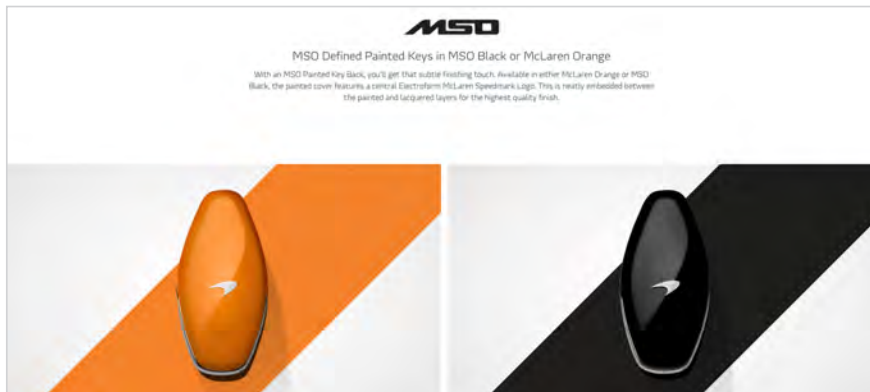 MSO
MSO Defined Painted Keys in MSO Black or McLaren Orange
With an MSO Painted Key Back, you'll get that subtle finishing touch. Available in either McLaren Orange or MSO
Black, the painted cover features a central Electroform McLaren Speedmark Logo. This is neatly embedded between
the painted and lacquered layers for the highest quality finish.